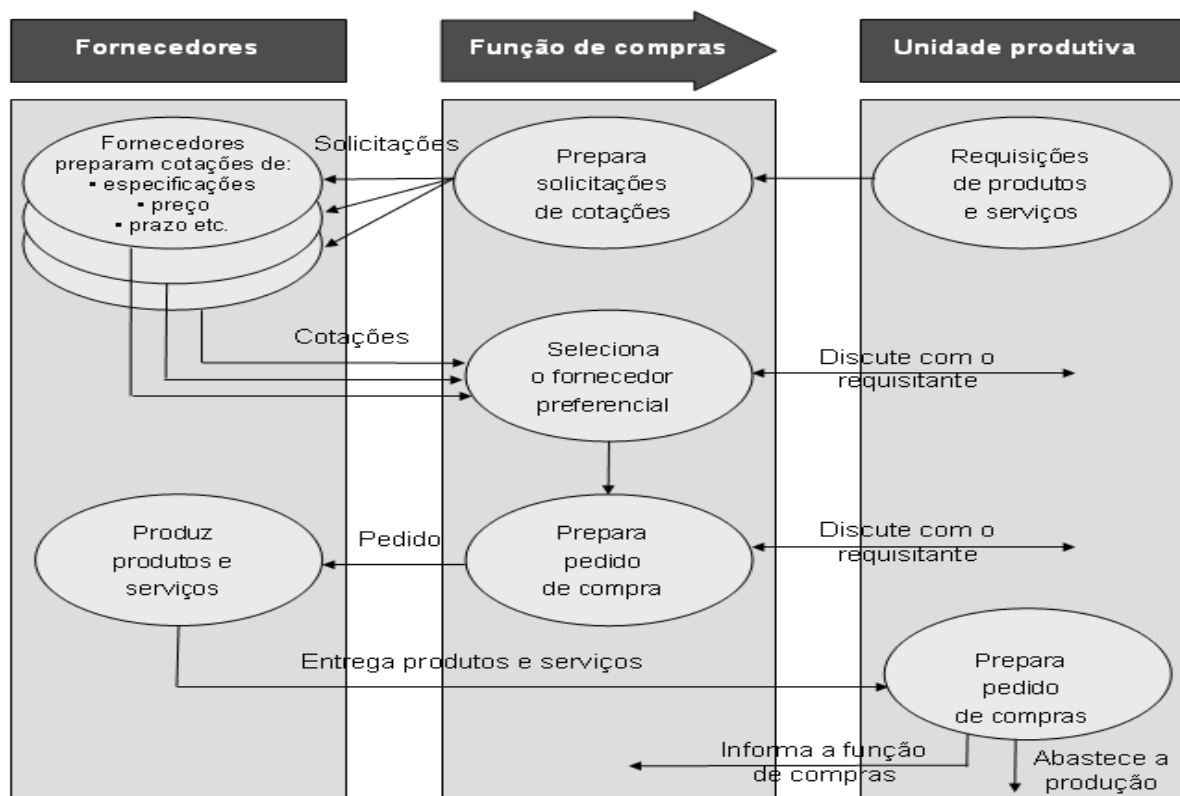 Fornecedores
Função de compras
Unidade produtiva
Fornecedores
preparam cotações de:
▪ especificações
▪ preço
▪ prazo etc.
Solicitações
Prepara
solicitações
de cotações
Requisições
de produtos
e serviços
Cotações
Seleciona
o fornecedor
preferencial
Discute com o
requisitante
Produz
produtos e
serviços
Pedido
Prepara
pedido
de compra
Discute com o
requisitante
Entrega produtos e serviços
Prepara
pedido
de compras
Informa a função
de compras
Abastece a
produção